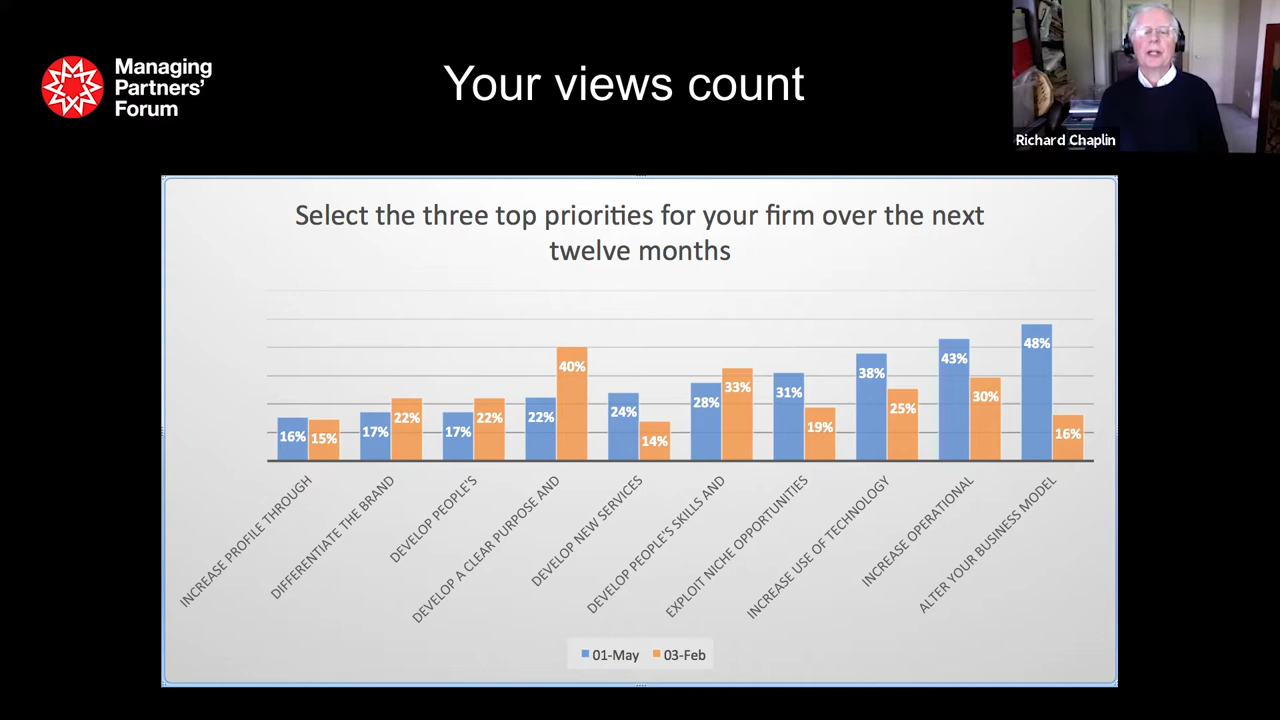 Managing
Partners'
Forum
Your views count
Richard Chaplin
Select the three top priorities for your firm over the next
twelve months
16% 15% 17% 22% 17% 22% 22% 40% 24% 14% 28% 33% 31% 19% 38% 25% 43% 30% 48% 16%
INCREASE PROFILE THROUGH
DIFFERENTIATE THE BRAND
DEVELOP PEOPLE'S
DEVELOP A CLEAR PURPOSE AND
DEVELOP NEW SERVICES
DEVELOP PEOPLE'S SKILLS AND
EXPLOIT NICHE OPPORTUNITIES
INCREASE USE OF TECHNOLOGY
INCREASE OPERATIONAL
ALTER YOUR BUSINESS MODEL
01-May 03-Feb